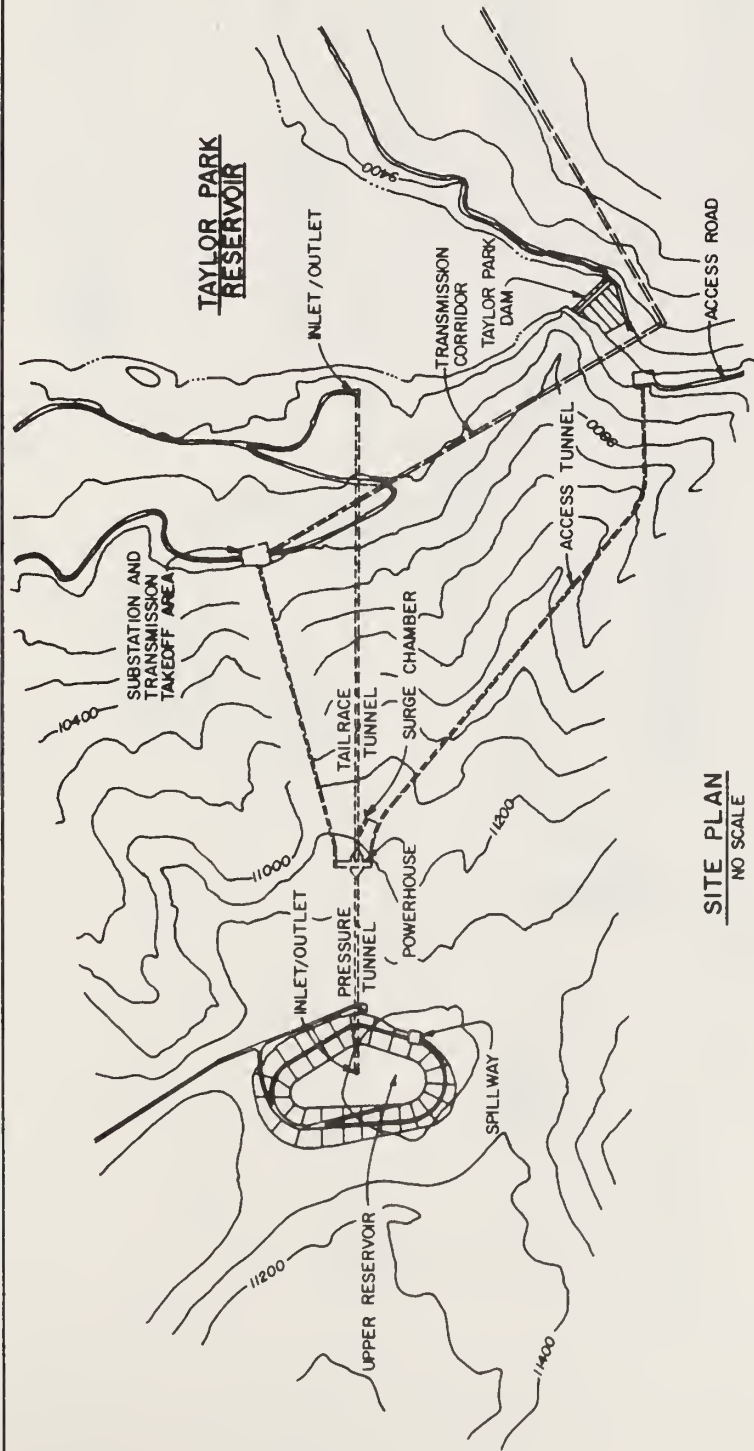 TAYLOR PARK
RESERVOIR
INLET/OUTLET
9400
TRANSMISSION
CORRIDOR
TAYLOR PARK
DAM
ACCESS ROAD
SUBSTATION AND
TRANSMISSION
TAKEOFF AREA
10400
9800
ACCESS TUNNEL
TAILRACE
TUNNEL
SURGE CHAMBER
11000
11200
INLET/OUTLET
PRESSURE
TUNNEL
POWERHOUSE
SPILLWAY
UPPER RESERVOIR
11200
11400
SITE PLAN
NO SCALE